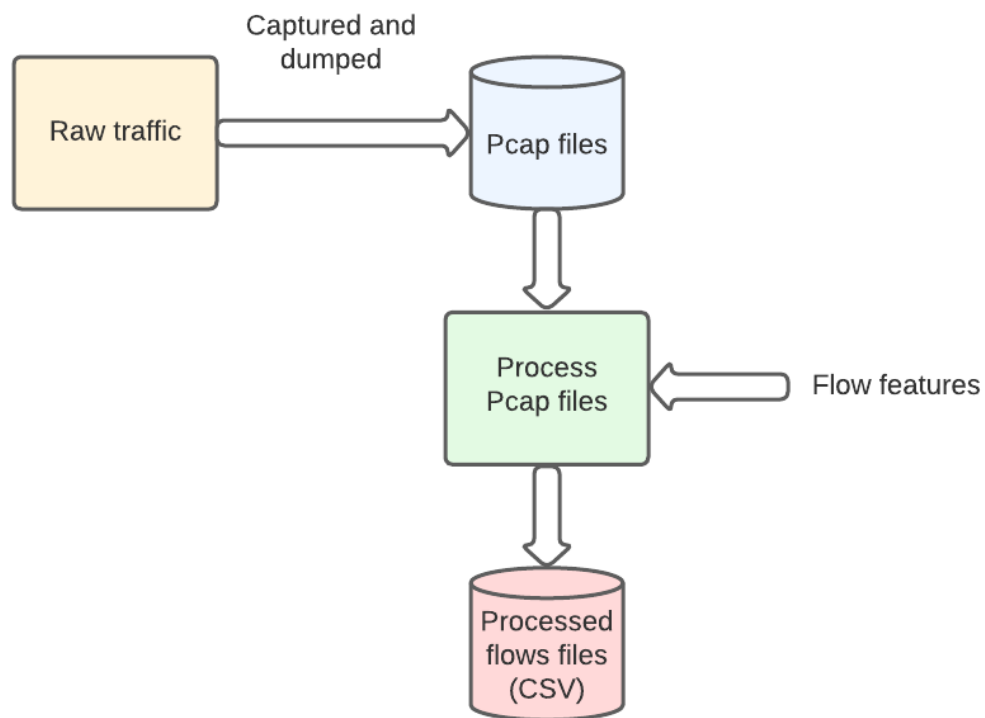 Captured and
dumped
Raw traffic
Pcap files
Process
Pcap files
Flow features
Processed
flows files
(CSV)